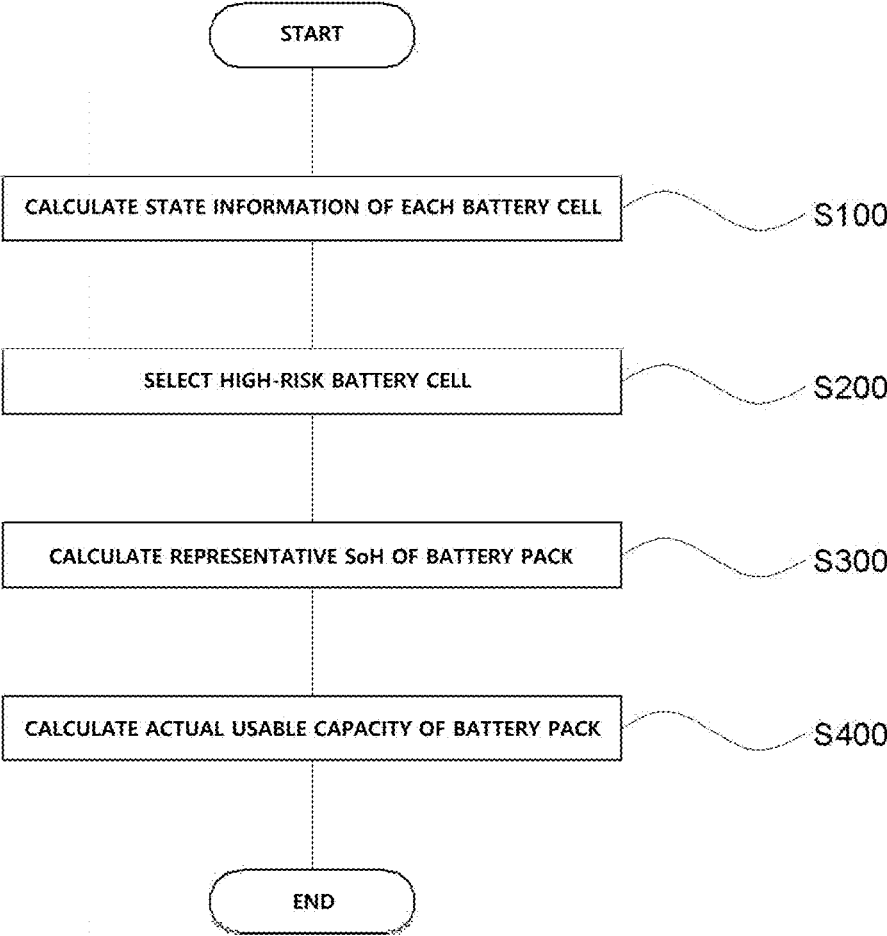 START
CALCULATE STATE INFORMATION OF EACH BATTERY CELL
S100
SELECT HIGH-RISK BATTERY CELL
S200
CALCULATE REPRESENTATIVE SoH OF BATTERY PACK
S300
CALCULATE ACTUAL USABLE CAPACITY OF BATTERY PACK
S400
END